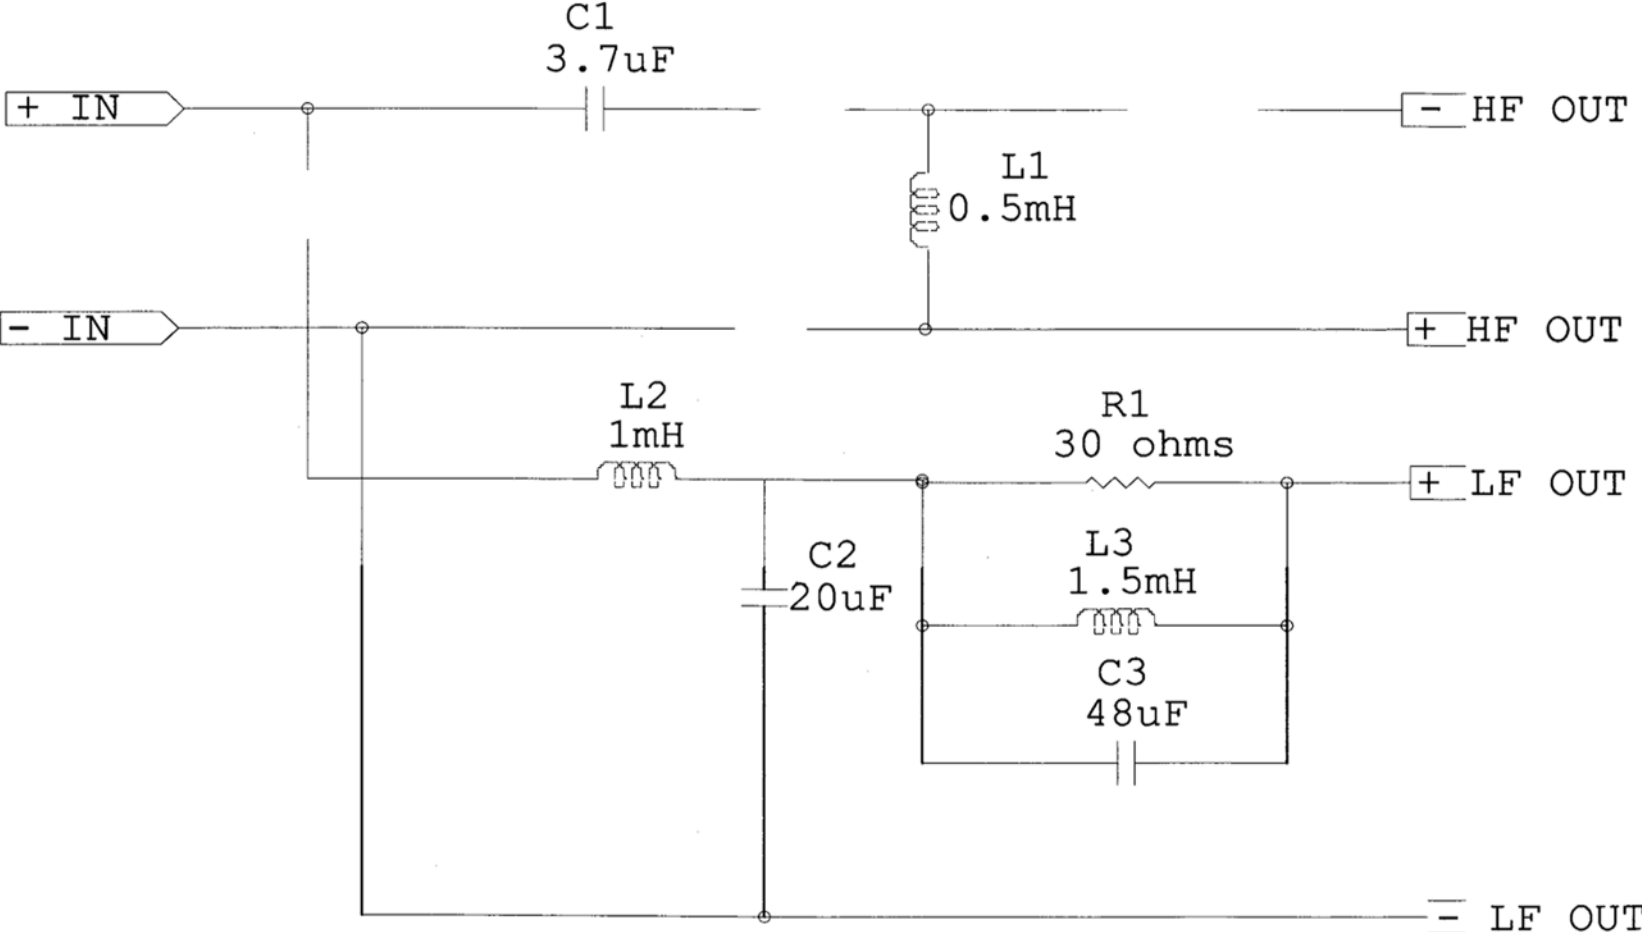 C1
3.7uF
+ IN
- HF OUT
L1
0.5mH
- IN
+ HF OUT
L2
1mH
R1
30 ohms
+ LF OUT
L3
1.5mH
C2
20uF
C3
48uF
- LF OUT